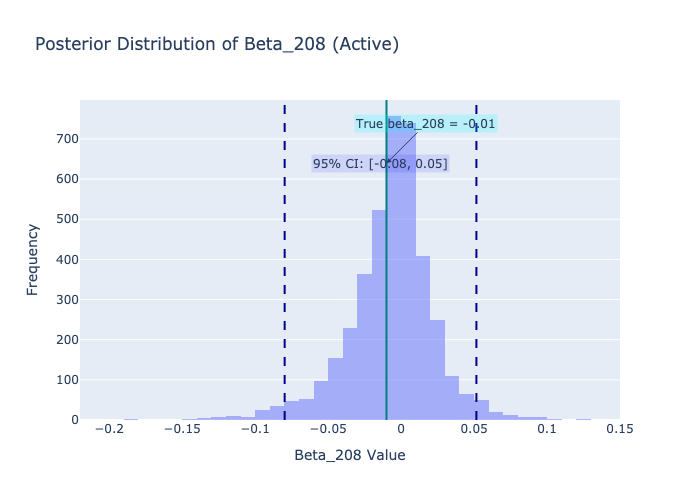 Posterior Distribution of Beta_208 (Active)
True beta_208 = -0.01
95% CI: [-0.08, 0.05]
Frequency
700
600
500
400
300
200
100
0
−0.2 −0.15 −0.1 −0.05 0 0.05 0.1 0.15
Beta_208 Value